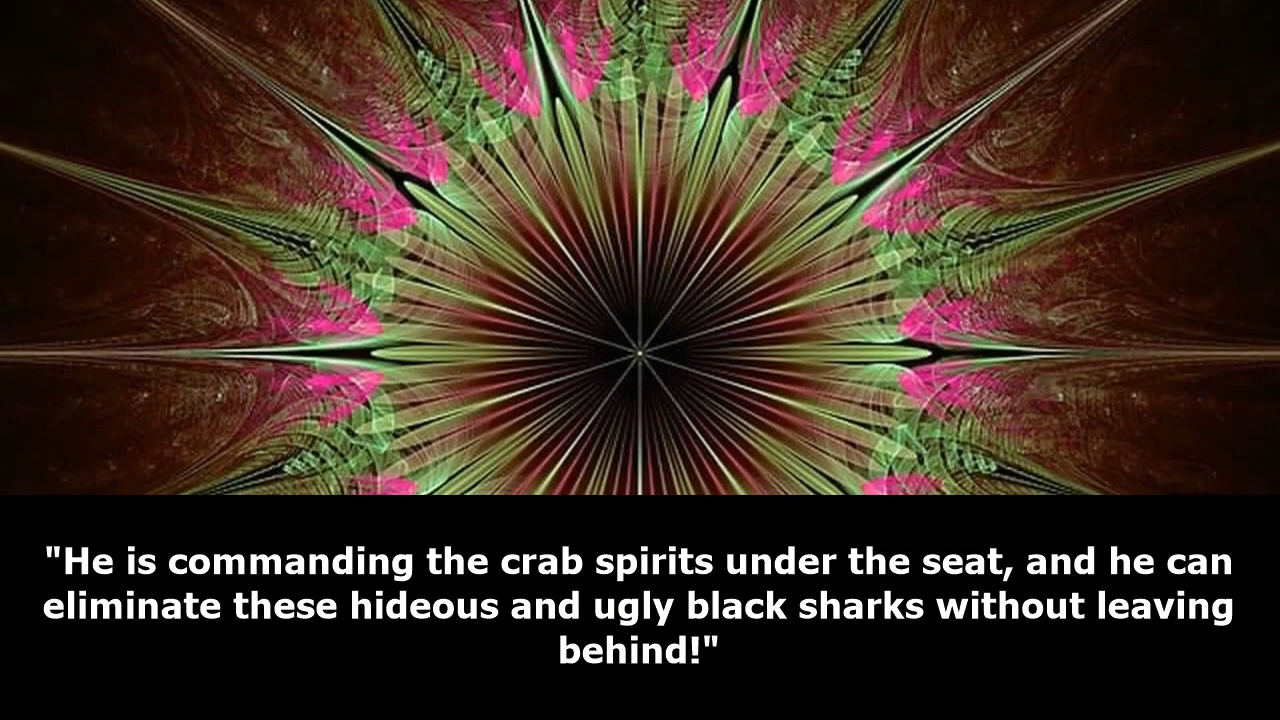 "He is commanding the crab spirits under the seat, and he can
eliminate these hideous and ugly black sharks without leaving
behind!"